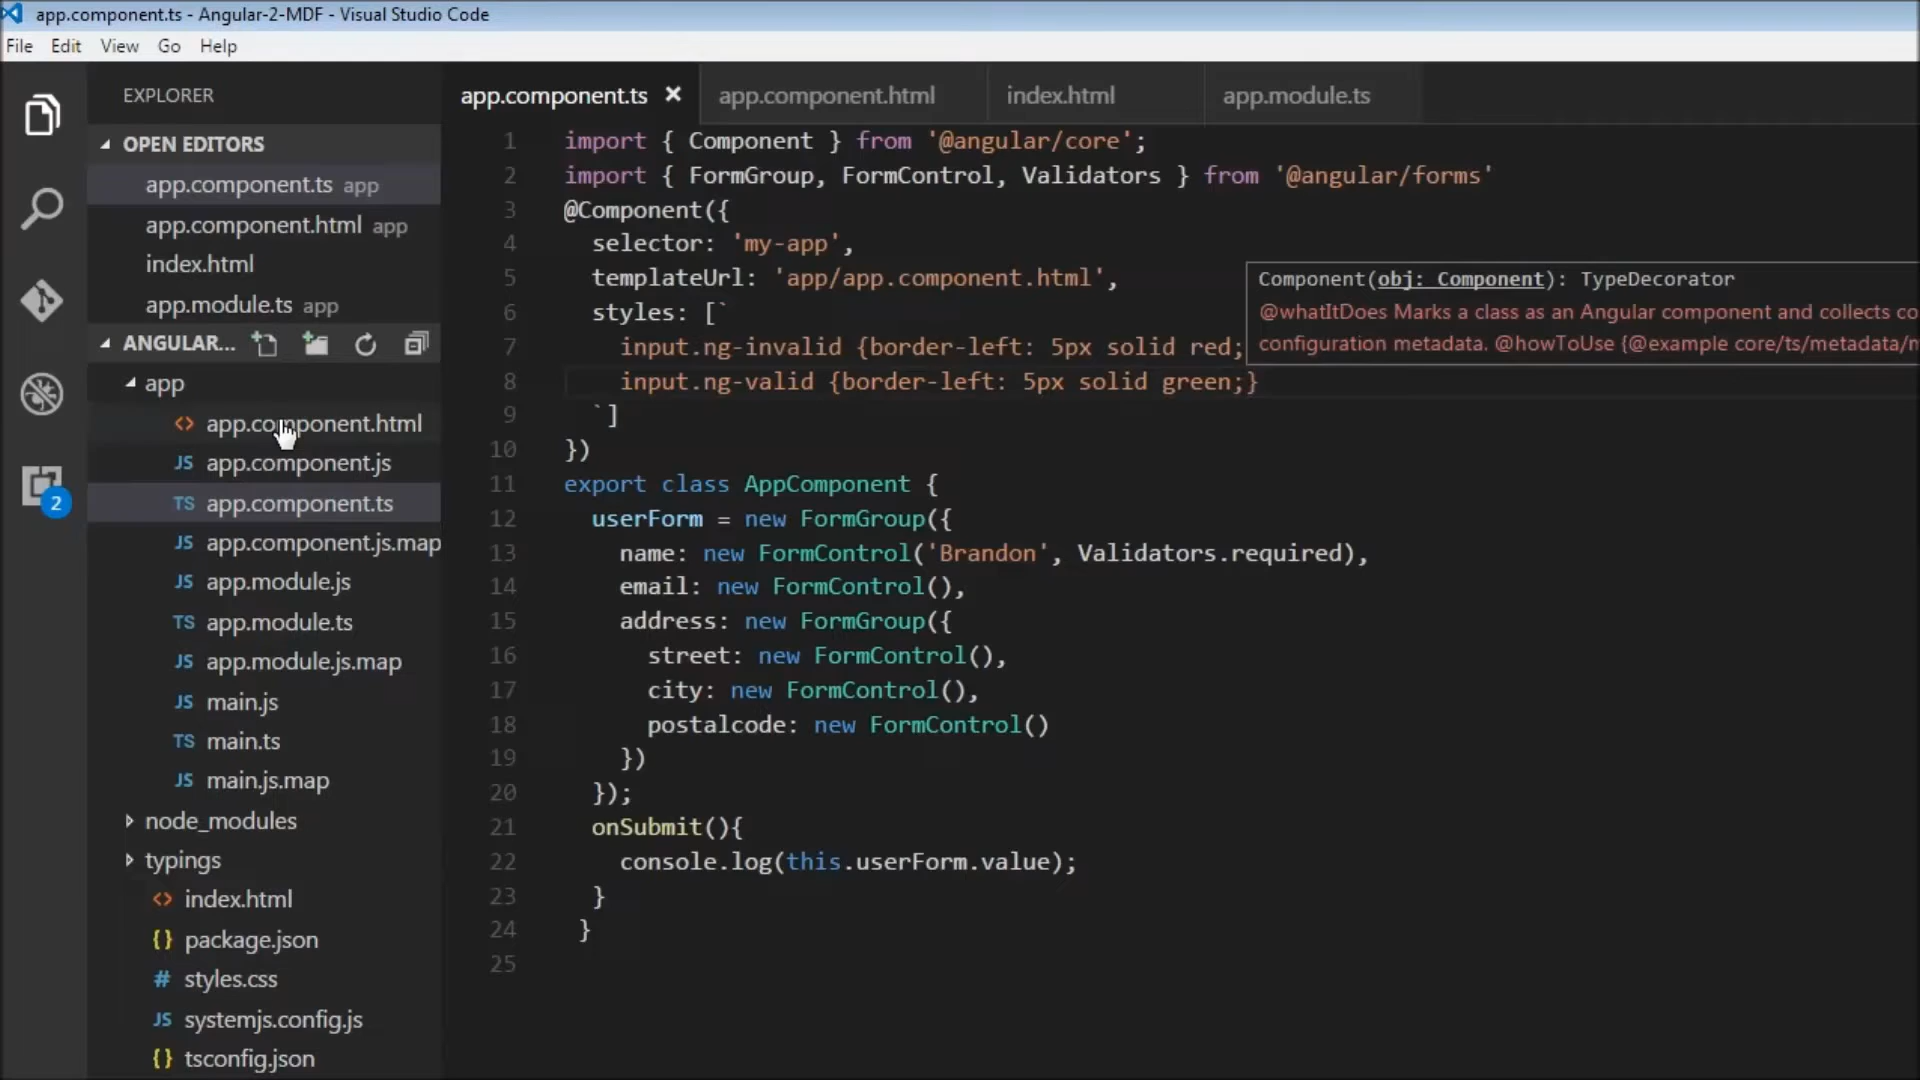 app.component.ts - Angular-2-MDF - Visual Studio Code
File Edit View Go Help
EXPLORER
OPEN EDITORS
app.component.ts app
app.component.html app
index.html
app.module.ts app
ANGULAR...
app
app.component.html
app.component.js
app.component.ts
app.component.js.map
app.module.js
app.module.ts
app.module.js.map
main.js
main.ts
main.js.map
node_modules
typings
index.html
package.json
styles.css
systemjs.config.js
tsconfig.json
2
app.component.ts × app.component.html index.html app.module.ts
1 import { Component } from '@angular/core';
2 import { FormGroup, FormControl, Validators } from '@angular/forms'
3 @Component({
4 selector: 'my-app',
5 templateUrl: 'app/app.component.html',
6 styles: [`
7 input.ng-invalid {border-left: 5px solid red;
8 input.ng-valid {border-left: 5px solid green;}
9 `]
10 })
11 export class AppComponent {
12 userForm = new FormGroup({
13 name: new FormControl('Brandon', Validators.required),
14 email: new FormControl(),
15 address: new FormGroup({
16 street: new FormControl(),
17 city: new FormControl(),
18 postalcode: new FormControl()
19 })
20 });
21 onSubmit(){
22 console.log(this.userForm.value);
23 }
24 }
25
Component(obj: Component): TypeDecorator
@whatItDoes Marks a class as an Angular component and collects co
configuration metadata. @howToUse {@example core/ts/metadata/m